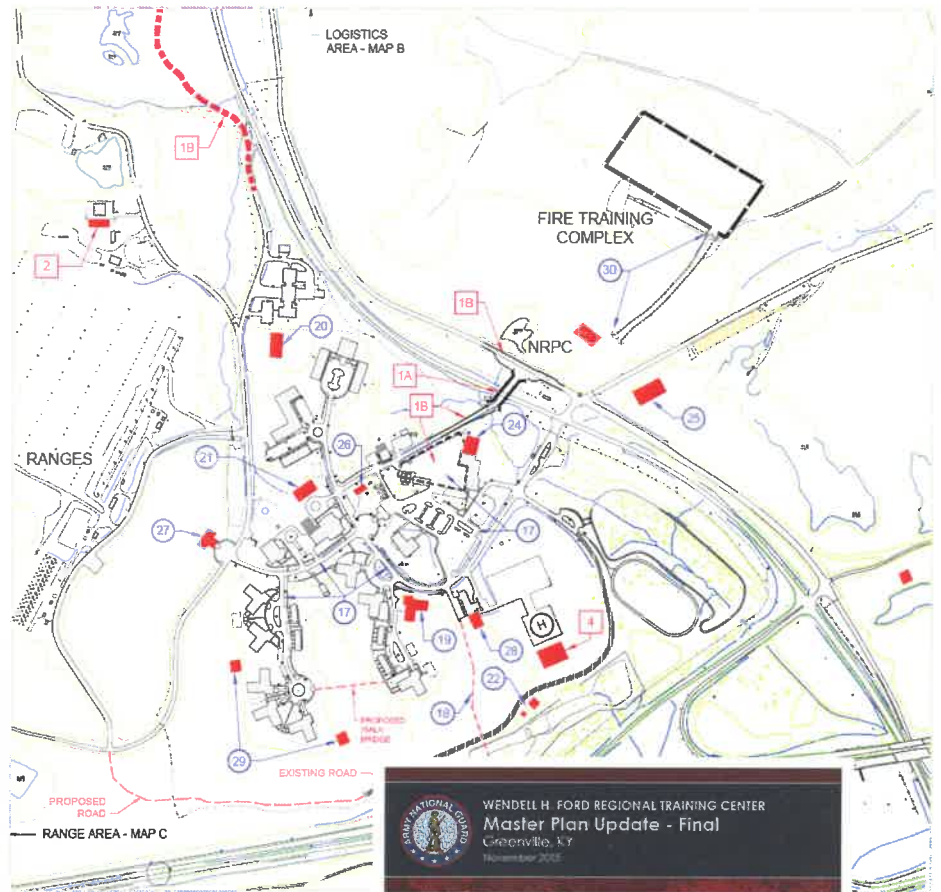 LOGISTICS
AREA - MAP B
1B
2
FIRE TRAINING
COMPLEX
30
1B
NRPC
20
1A
1B
25
24
26
RANGES
21
17
27
17
19
28
4
22
18
PROPOSED
WALK
BRIDGE
29
EXISTING ROAD
PROPOSED
ROAD
RANGE AREA - MAP C
ARMY NATIONAL GUARD
WENDELL H. FORD REGIONAL TRAINING CENTER
Master Plan Update - Final
Greenville, KY
H